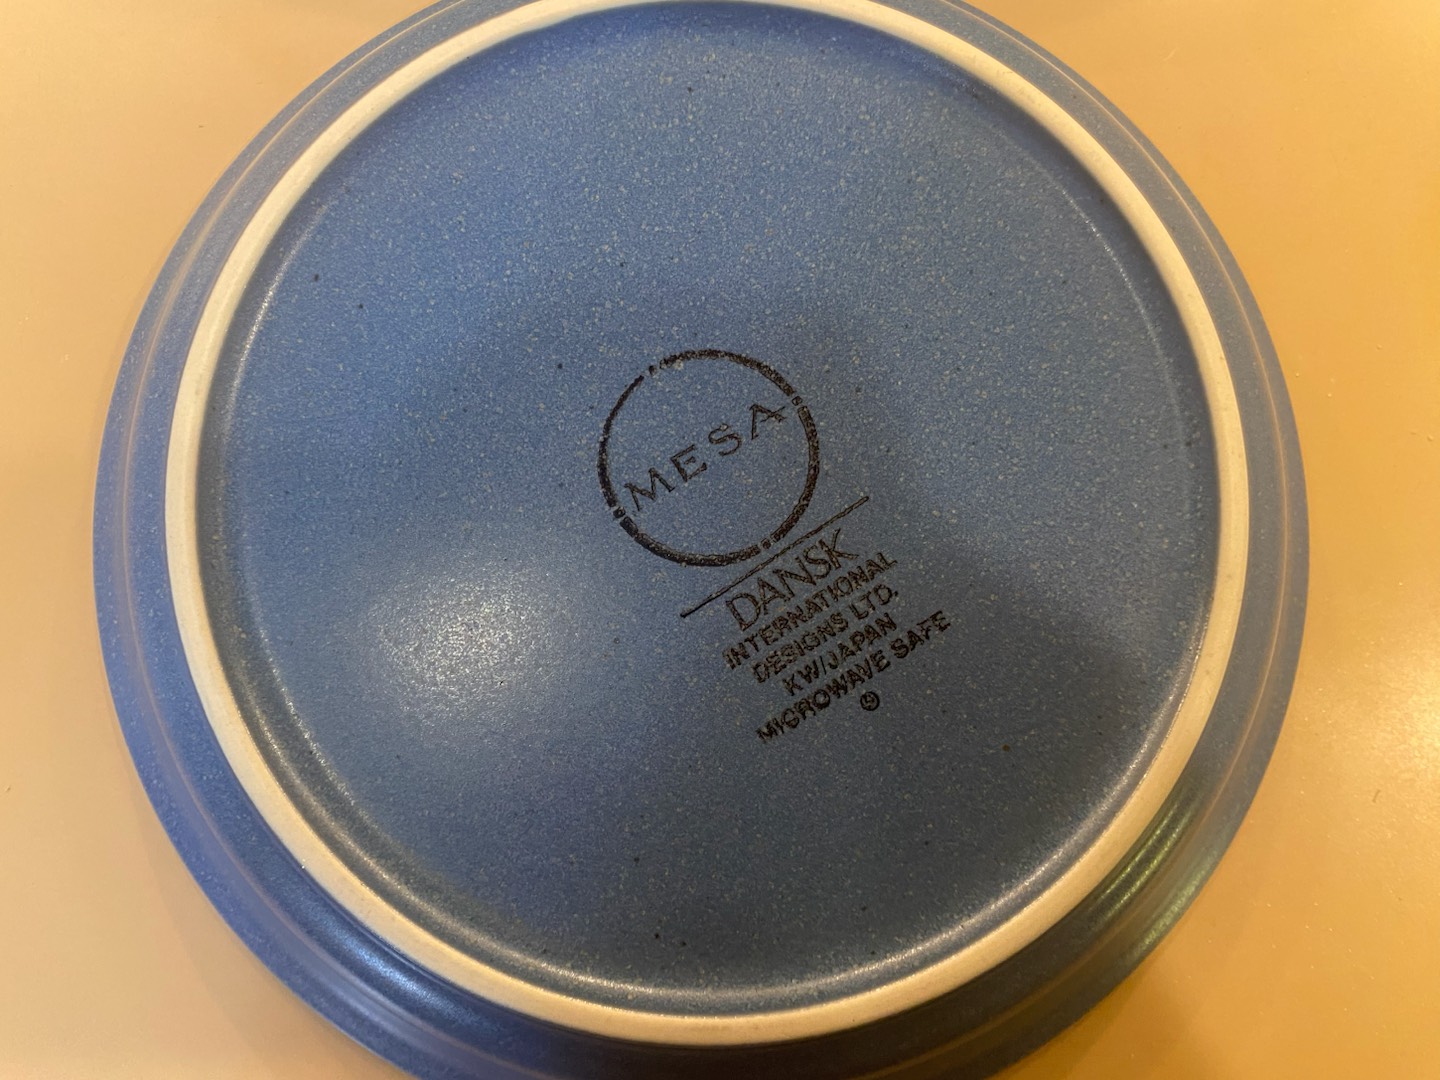 MESA
DANSK
INTERNATIONAL
DESIGNS LTD.
KW/JAPAN
MICROWAVE SAFE